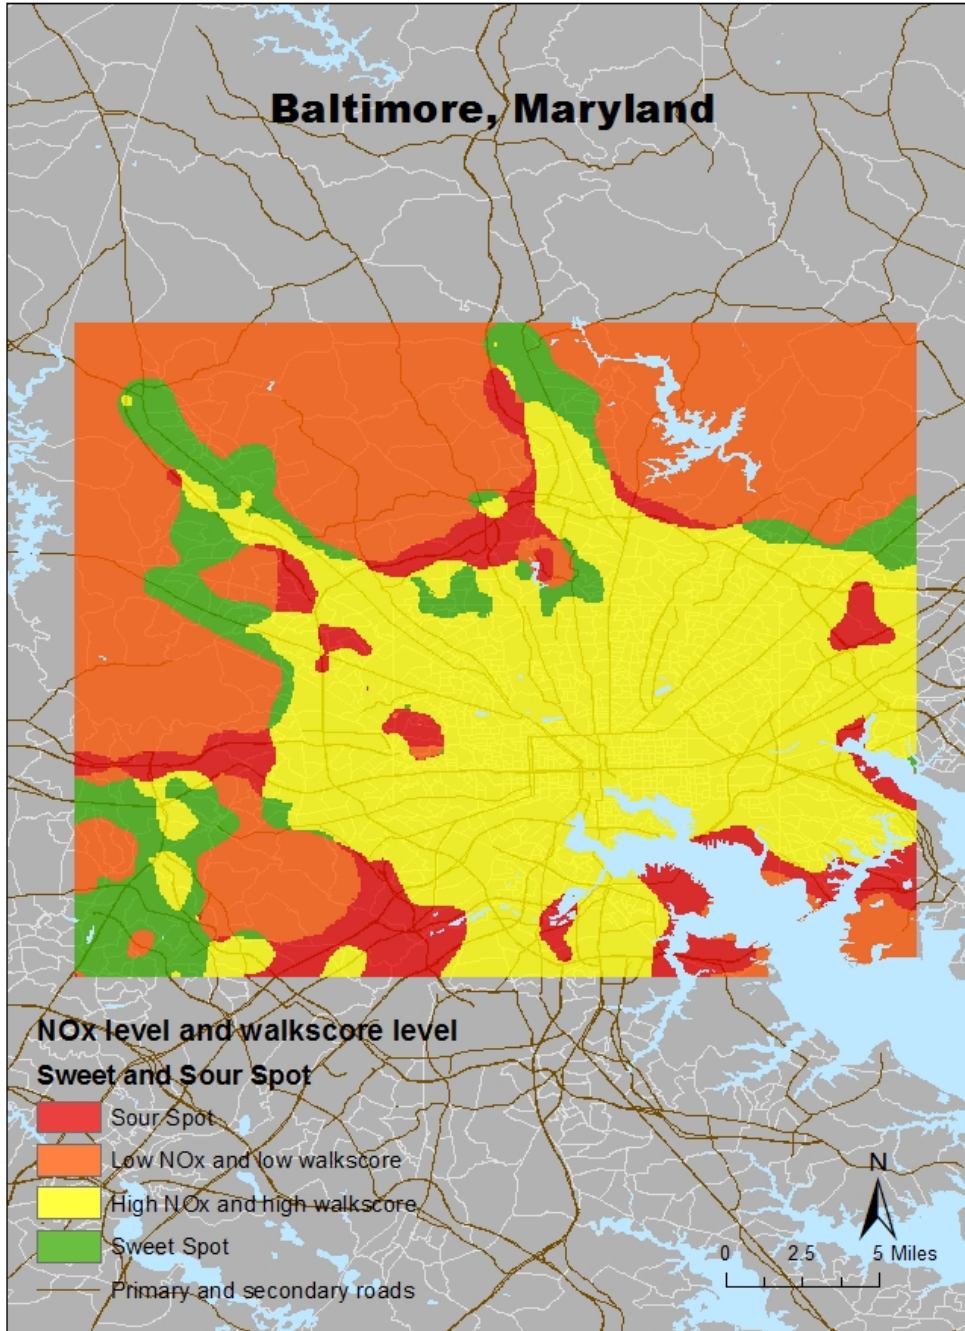 Baltimore, Maryland
NOx level and walkscore level
Sweet and Sour Spot
Sour Spot
Low NOx and low walkscore
High NOx and high walkscore
Sweet Spot
Primary and secondary roads
N
0 2.5 5 Miles